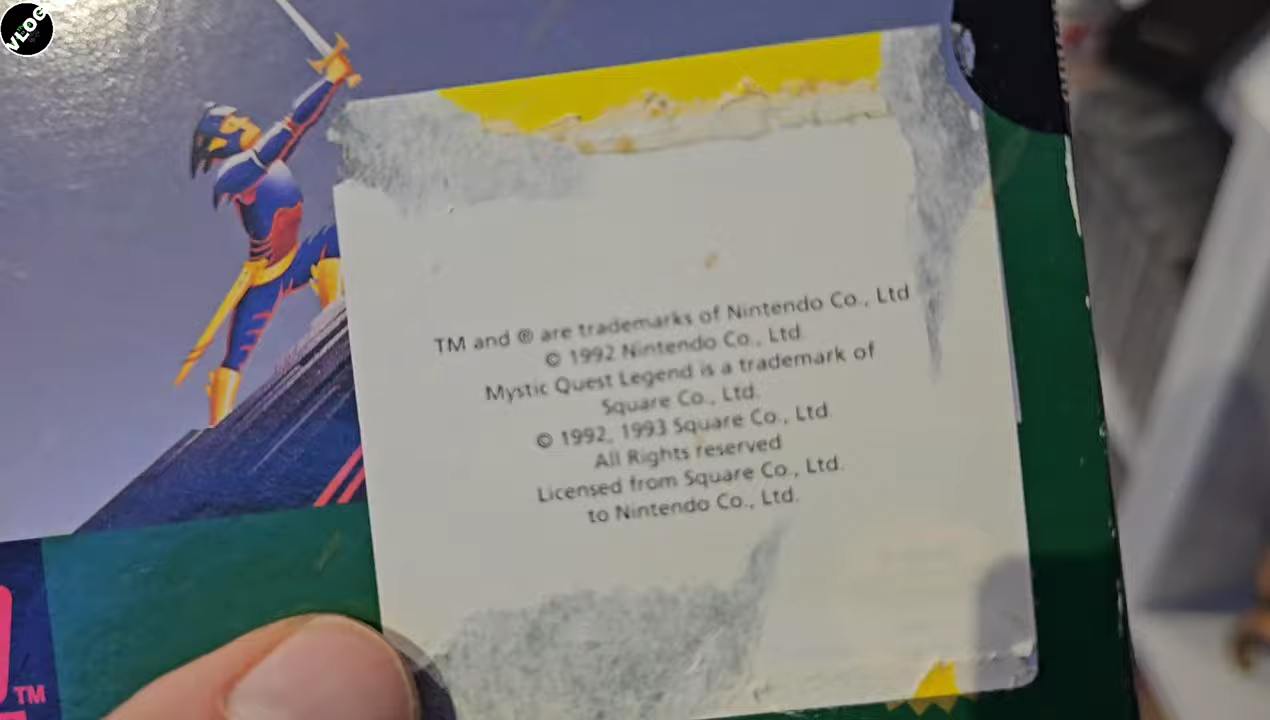 VLOG
TM and ® are trademarks of Nintendo Co., Ltd
© 1992 Nintendo Co., Ltd.
Mystic Quest Legend is a trademark of
Square Co., Ltd.
© 1992, 1993 Square Co., Ltd.
All Rights reserved
Licensed from Square Co., Ltd.
to Nintendo Co., Ltd.
TM